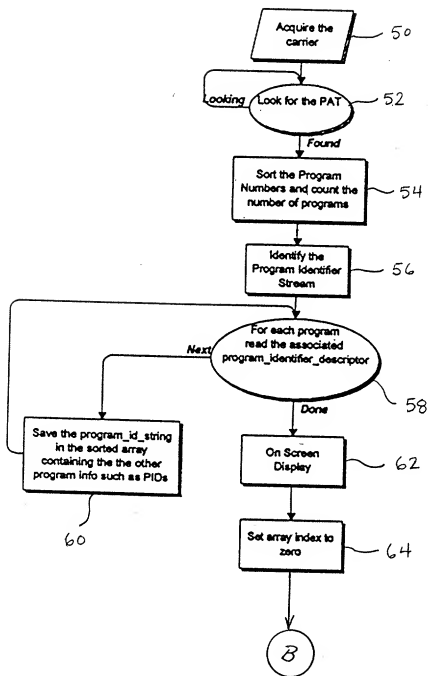 Acquire the
carrier
50
Look for the PAT
52
Looking
Found
Sort the Program
Numbers and count the
number of programs
54
Identify the
Program Identifier
Stream
56
For each program
read the associated
program_identifier_descriptor
58
Next
Done
Save the program_id_string
in the sorted array
containing the the other
program info such as PIDs
60
On Screen
Display
62
Set array index to
zero
64
B